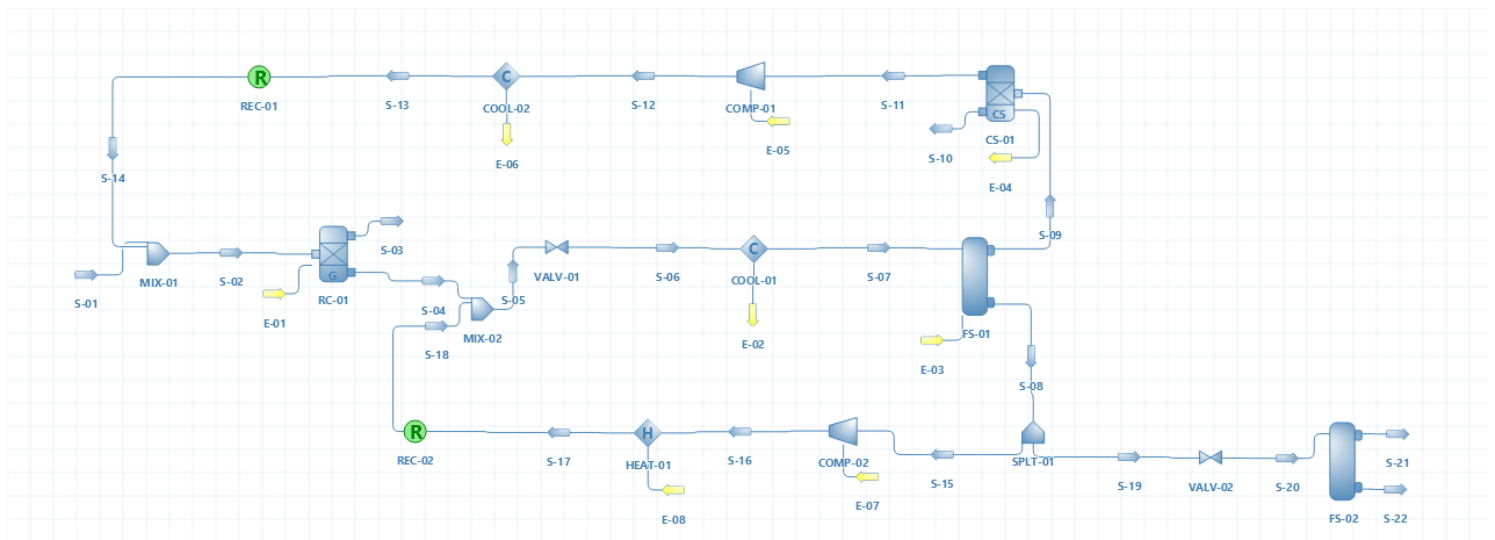 R
C
REC-01
S-13
COOL-02
S-12
COMP-01
S-11
CS
CS-01
E-05
S-10
E-06
E-04
S-14
S-03
S-09
C
G
S-01
MIX-01
S-02
RC-01
VALV-01
S-06
COOL-01
S-07
S-04
S-05
E-01
MIX-02
FS-01
E-02
S-18
E-03
S-08
R
H
REC-02
S-17
HEAT-01
S-16
COMP-02
SPLT-01
S-21
S-15
S-19
VALV-02
S-20
E-07
E-08
FS-02
S-22